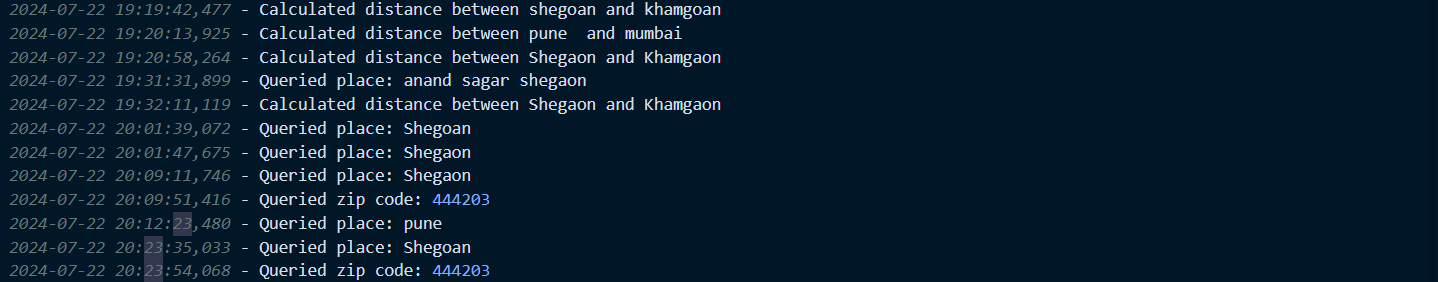 2024-07-22 19:19:42,477 - Calculated distance between shegoan and khamgoan
2024-07-22 19:20:13,925 - Calculated distance between pune  and mumbai
2024-07-22 19:20:58,264 - Calculated distance between Shegaon and Khamgaon
2024-07-22 19:31:31,899 - Queried place: anand sagar shegaon
2024-07-22 19:32:11,119 - Calculated distance between Shegaon and Khamgaon
2024-07-22 20:01:39,072 - Queried place: Shegoan
2024-07-22 20:01:47,675 - Queried place: Shegaon
2024-07-22 20:09:11,746 - Queried place: Shegaon
2024-07-22 20:09:51,416 - Queried zip code: 444203
2024-07-22 20:12:23,480 - Queried place: pune
2024-07-22 20:23:35,033 - Queried place: Shegoan
2024-07-22 20:23:54,068 - Queried zip code: 444203